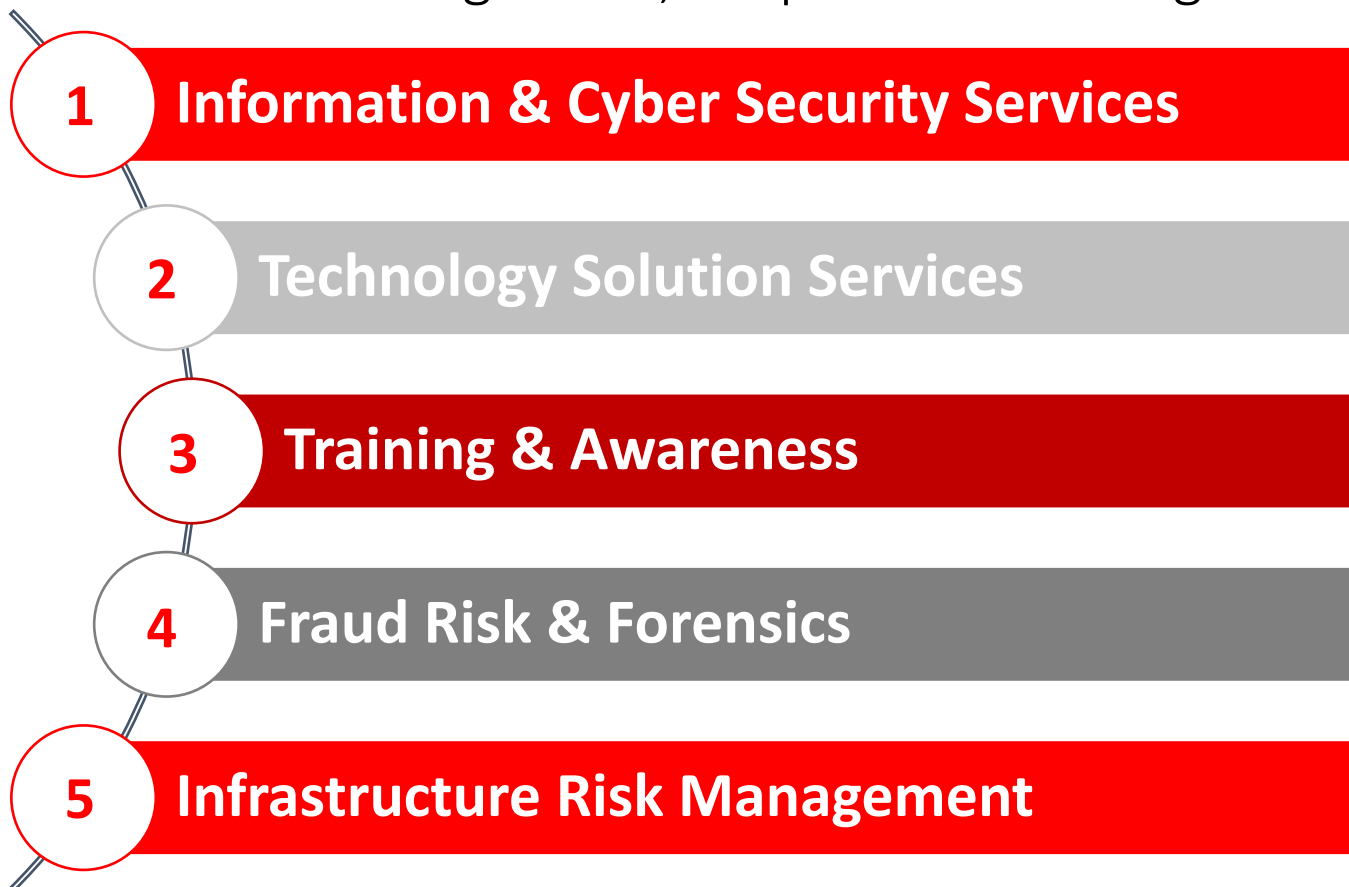 1
Information & Cyber Security Services
2
Technology Solution Services
3
Training & Awareness
4
Fraud Risk & Forensics
5
Infrastructure Risk Management